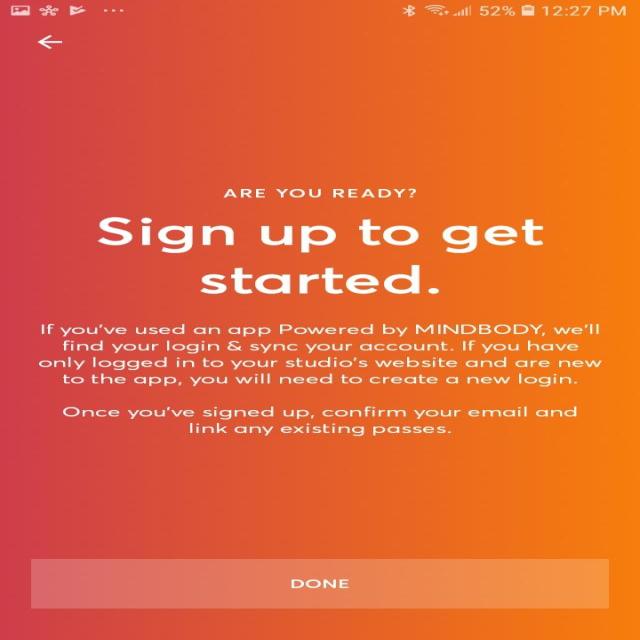 52% 12:27 PM
ARE YOU READY?
Sign up to get
started.
If you've used an app Powered by MINDBODY, we'll
find your login & sync your account. If you have
only logged in to your studio's website and are new
to the app, you will need to create a new login.
Once you've signed up, confirm your email and
link any existing passes.
DONE